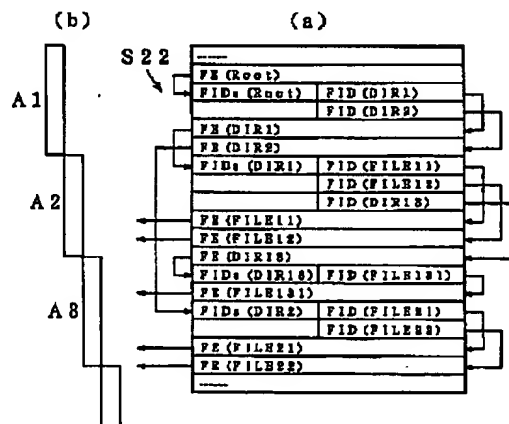 (b)
(a)
S22
A1
A2
A3
FE (Root)
FIDs (Root) FID (DIR1)
FID (DIR2)
FE (DIR1)
FE (DIR2)
FIDs (DIR1) FID (FILE11)
FID (FILE12)
FID (DIR13)
FE (FILE11)
FE (FILE12)
FE (DIR13)
FIDs (DIR13) FID (FILE131)
FE (FILE131)
FIDs (DIR2) FID (FILE21)
FID (FILE22)
FE (FILE21)
FE (FILE22)